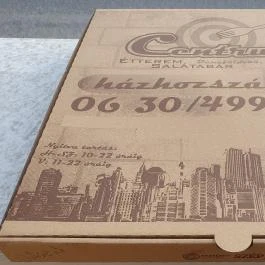 Centru
ÉTTEREM,
SALÁTABÁR
házhozszá
06 30/499
Nyitva tartás:
H-SZ: 10-22 óráig
V: 11-22 óráig